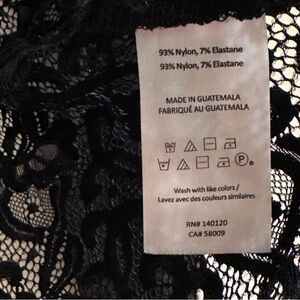 93% Nylon, 7% Elastane
93% Nylon, 7% Elastane
MADE IN GUATEMALA
FABRIQUÉ AU GUATEMALA
P
Wash with like colors /
Lavez avec des couleurs similaires
RN# 140120
CA# 58009